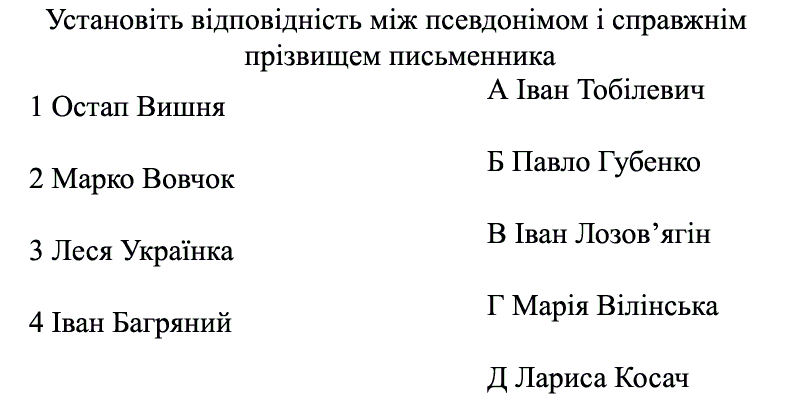 Установіть відповідність між псевдонімом і справжнім
прізвищем письменника
1 Остап Вишня
2 Марко Вовчок
3 Леся Українка
4 Іван Багряний
А Іван Тобілевич
Б Павло Губенко
В Іван Лозов’ягін
Г Марія Вілінська
Д Лариса Косач